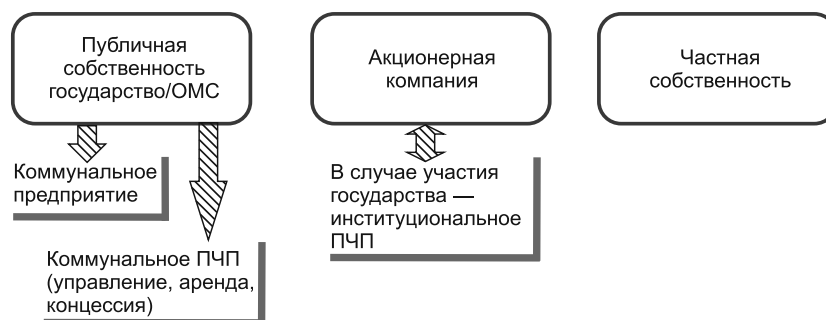 Публичная
собственность
государство/ОМС
Акционерная
компания
Частная
собственность
Коммунальное
предприятие
В случае участия
государства —
институциональное
ПЧП
Коммунальное ПЧП
(управление, аренда,
концессия)